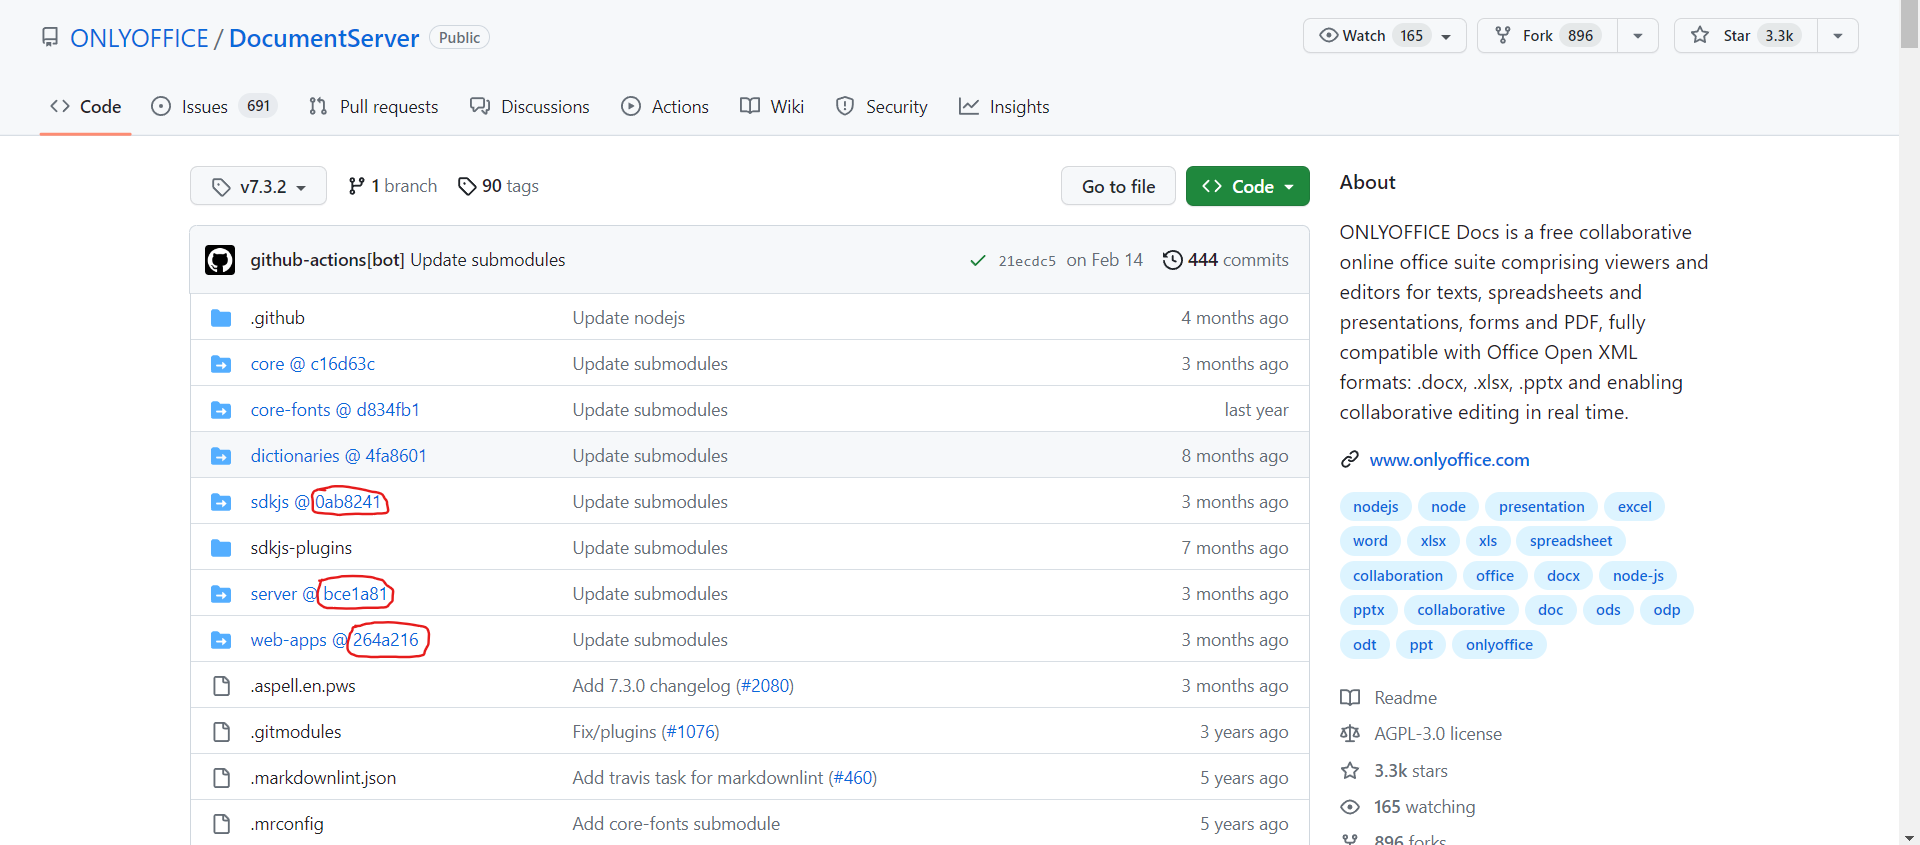 ONLYOFFICE / DocumentServer Public
Watch 165 Fork 896 Star 3.3k
Code Issues 691 Pull requests Discussions Actions Wiki Security Insights
v7.3.2 1 branch 90 tags Go to file Code
github-actions[bot] Update submodules 21ecdc5 on Feb 14 444 commits
.github Update nodejs 4 months ago
core @ c16d63c Update submodules 3 months ago
core-fonts @ d834fb1 Update submodules last year
dictionaries @ 4fa8601 Update submodules 8 months ago
sdkjs @ 0ab8241 Update submodules 3 months ago
sdkjs-plugins Update submodules 7 months ago
server @ bce1a81 Update submodules 3 months ago
web-apps @ 264a216 Update submodules 3 months ago
.aspell.en.pws Add 7.3.0 changelog (#2080) 3 months ago
.gitmodules Fix/plugins (#1076) 3 years ago
.markdownlint.json Add travis task for markdownlint (#460) 5 years ago
.mrconfig Add core-fonts submodule 5 years ago
About
ONLYOFFICE Docs is a free collaborative
online office suite comprising viewers and
editors for texts, spreadsheets and
presentations, forms and PDF, fully
compatible with Office Open XML
formats: .docx, .xlsx, .pptx and enabling
collaborative editing in real time.
www.onlyoffice.com
nodejs node presentation excel
word xlsx xls spreadsheet
collaboration office docx node-js
pptx collaborative doc ods odp
odt ppt onlyoffice
Readme
AGPL-3.0 license
3.3k stars
165 watching
896 forks